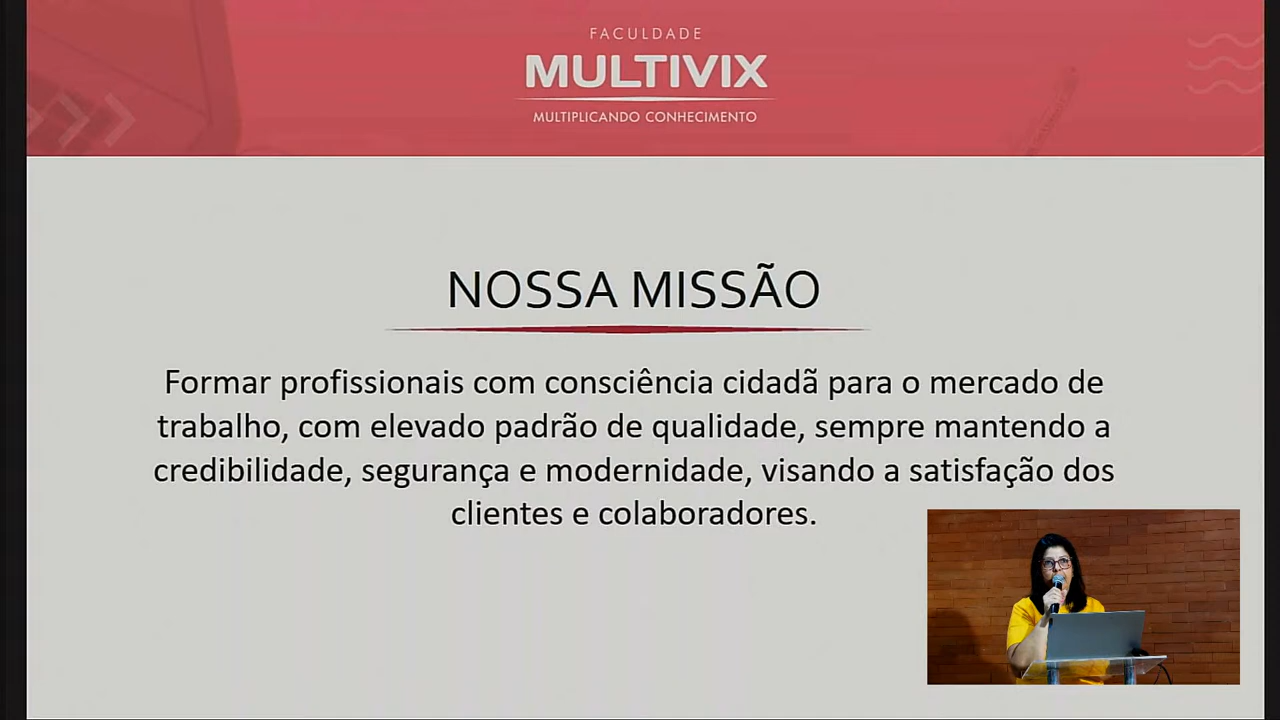 FACULDADE
MULTIVIX
MULTIPLICANDO CONHECIMENTO
NOSSA MISSÃO
Formar profissionais com consciência cidadã para o mercado de
trabalho, com elevado padrão de qualidade, sempre mantendo a
credibilidade, segurança e modernidade, visando a satisfação dos
clientes e colaboradores.